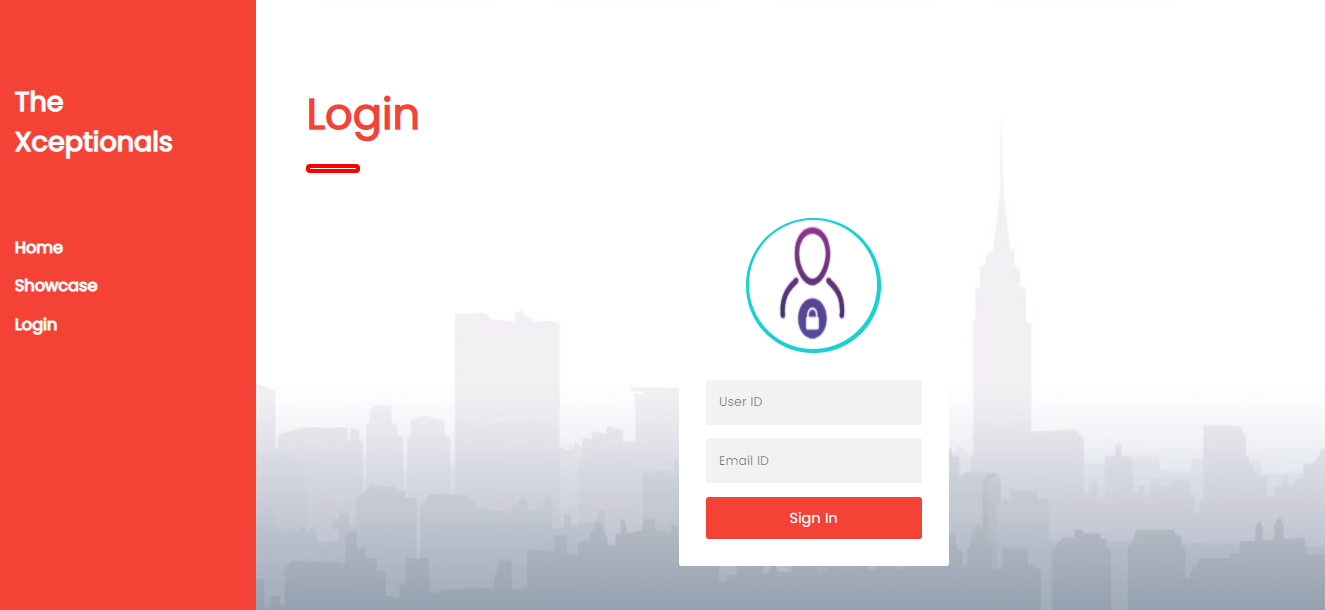 The
Xceptionals
Home
Showcase
Login
Login
User ID
Email ID
Sign In